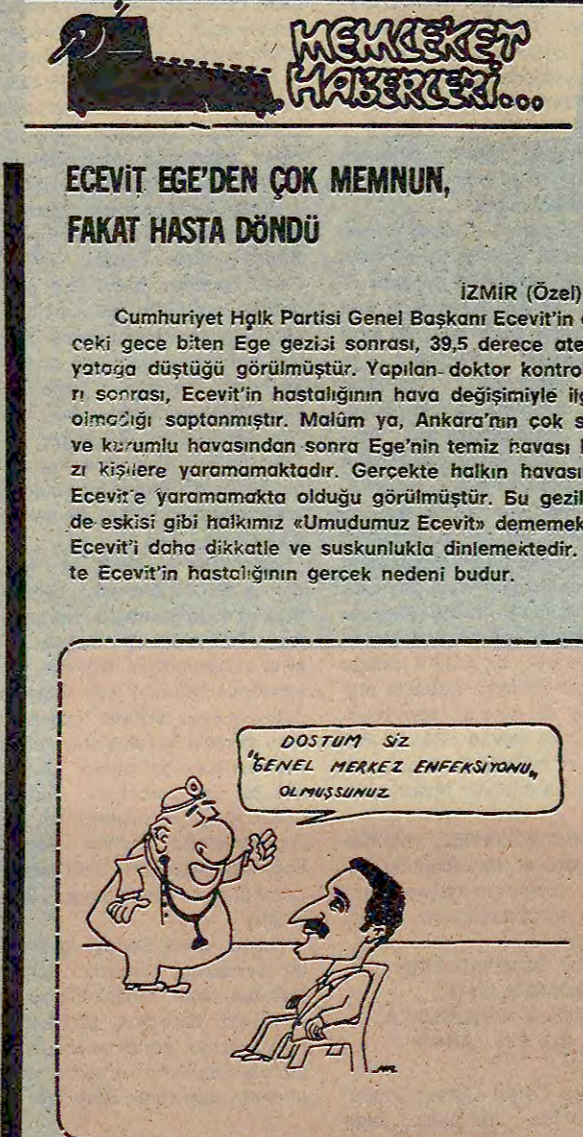 MEMLEKET
HABERLERİ...
ECEVİT EGE'DEN ÇOK MEMNUN,
FAKAT HASTA DÖNDÜ
İZMİR (Özel)
Cumhuriyet Halk Partisi Genel Başkanı Ecevit'in
ceki gece biten Ege gezisi sonrası, 39,5 derece ate
yatağa düştüğü görülmüştür. Yapılan doktor kontro
rı sonrası, Ecevit'in hastalığının hava değişimiyle ilg
olmadığı saptanmıştır. Malûm ya, Ankara'nın çok s
ve kurumlu havasından sonra Ege'nin temiz havası
zı kişilere yaramamaktadır. Gerçekte halkın havası
Ecevit'e yaramamakta olduğu görülmüştür. Bu gezil
de eskisi gibi halkımız «Umudumuz Ecevit» dememek
Ecevit'i daha dikkatle ve suskunlukla dinlemektedir.
te Ecevit'in hastalığının gerçek nedeni budur.
DOSTUM SİZ
"GENEL MERKEZ ENFEKSİYONU„
OLMUŞSUNUZ